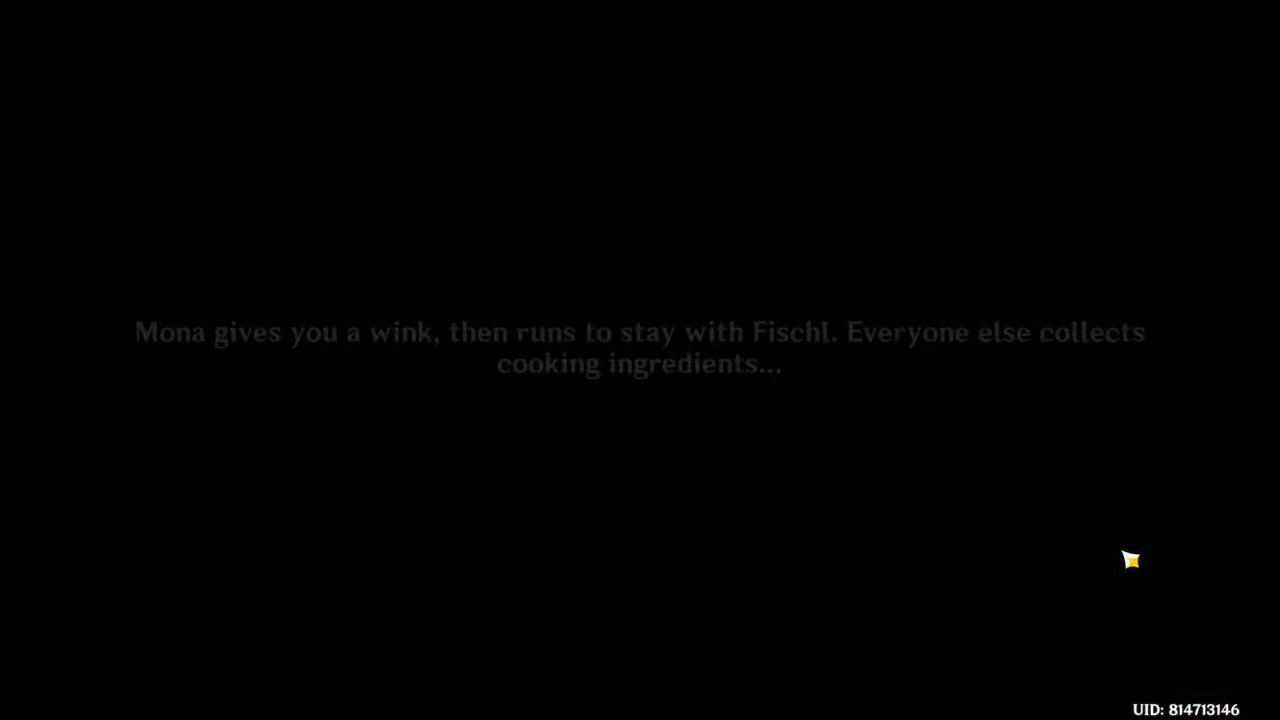 Mona gives you a wink, then runs to stay with Fischl. Everyone else collects
cooking ingredients...
UID: 814713146